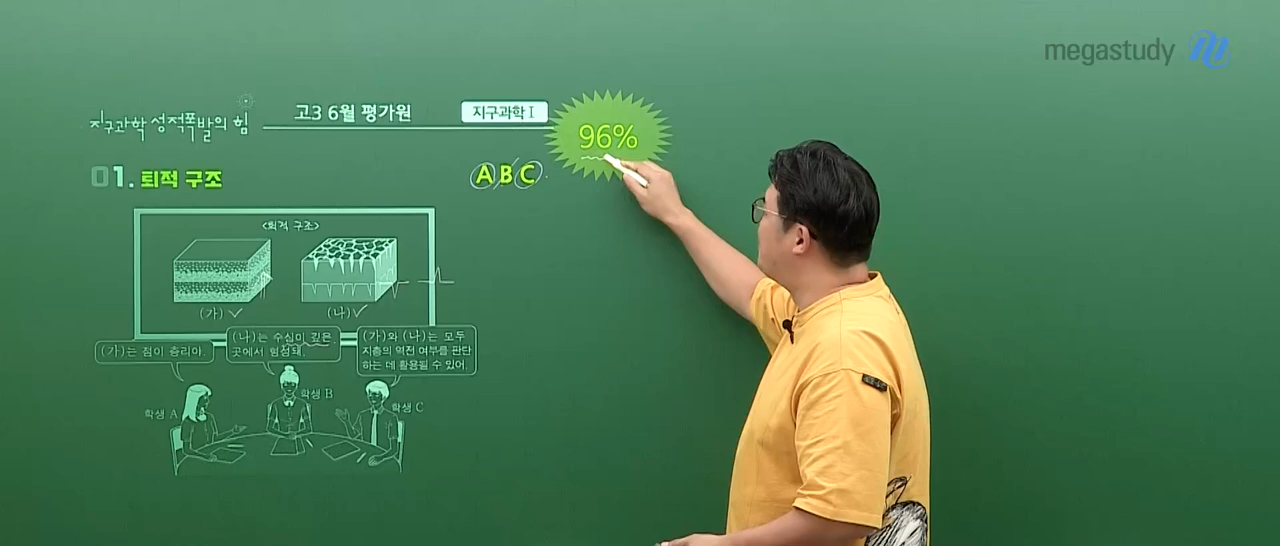 megastudy
지구과학 성적폭발의 힘
고3 6월 평가원
지구과학 I
96%
01. 퇴적 구조
A B C
<퇴적 구조>
(가)
(나)
(가)는 점이 층리야.
(나)는 수심이 깊은
곳에서 형성돼.
(가)와 (나)는 모두
지층의 역전 여부를 판단
하는 데 활용될 수 있어.
학생 A
학생 B
학생 C